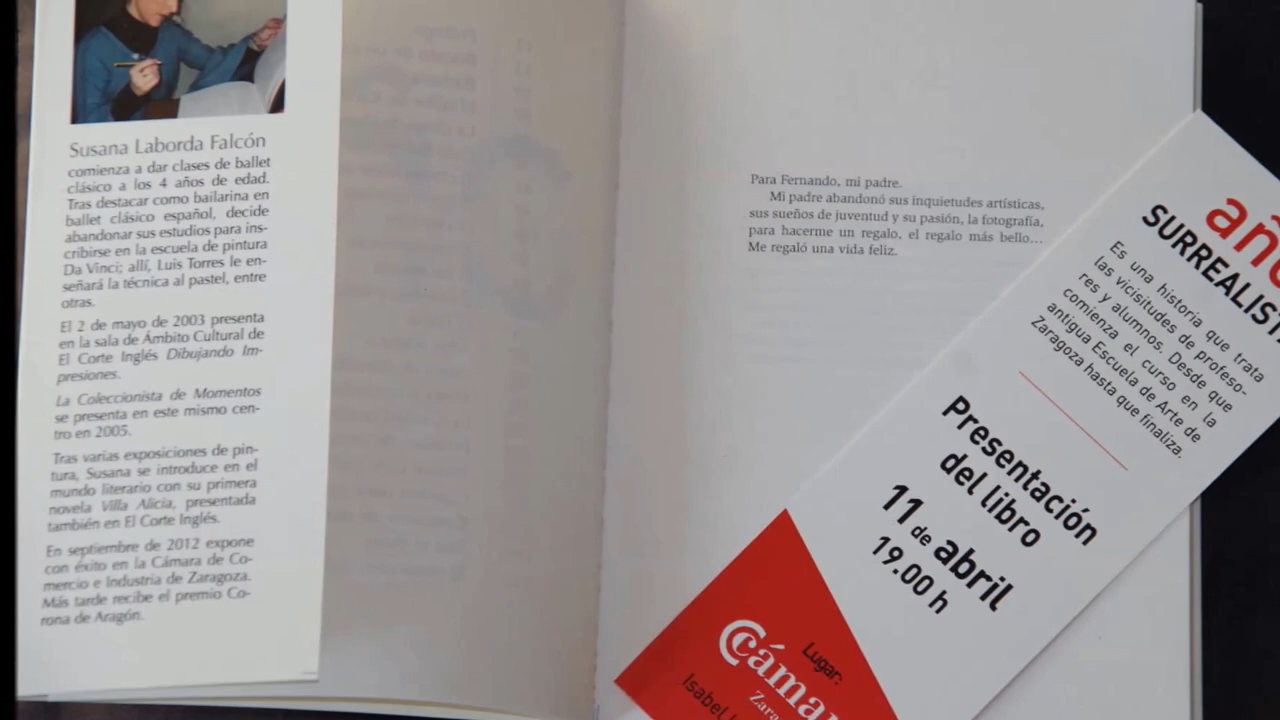 Susana Laborda Falcón
comienza a dar clases de ballet
clásico a los 4 años de edad.
Tras destacar como bailarina en
ballet clásico español, decide
abandonar sus estudios para ins-
cribirse en la escuela de pintura
Da Vinci; allí, Luis Torres le en-
señará la técnica al pastel, entre
otras.
El 2 de mayo de 2003 presenta
en la sala de Ámbito Cultural de
El Corte Inglés Dibujando Im-
presiones.
La Coleccionista de Momentos
se presenta en este mismo cen-
tro en 2005.
Tras varias exposiciones de pin-
tura, Susana se introduce en el
mundo literario con su primera
novela Villa Alicia, presentada
también en El Corte Inglés.
En septiembre de 2012 expone
con éxito en la Cámara de Co-
mercio e Industria de Zaragoza.
Más tarde recibe el premio Co-
rona de Aragón.
Para Fernando, mi padre.
Mi padre abandonó sus inquietudes artísticas,
sus sueños de juventud y su pasión, la fotografía,
para hacerme un regalo, el regalo más bello...
Me regaló una vida feliz.
año
SURREALIST
Es una historia que trata
las vicisitudes de profeso-
res y alumnos. Desde que
comienza el curso en la
antigua Escuela de Arte de
Zaragoza hasta que finaliza.
Presentación
del libro
11 de abril
19.00 h
Lugar:
cámar
Zara
Isabel